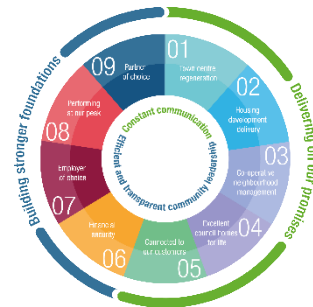 Building stronger foundations
Delivering on our promises
Constant communication
Efficient and transparent community leadership
01
Town centre
regeneration
02
Housing
development
delivery
03
Co-operative
neighbourhood
management
04
Excellent
council homes
for life
05
Connected to
our customers
06
Financial
security
07
Employer
of choice
08
Performing
at our peak
09
Partner
of choice